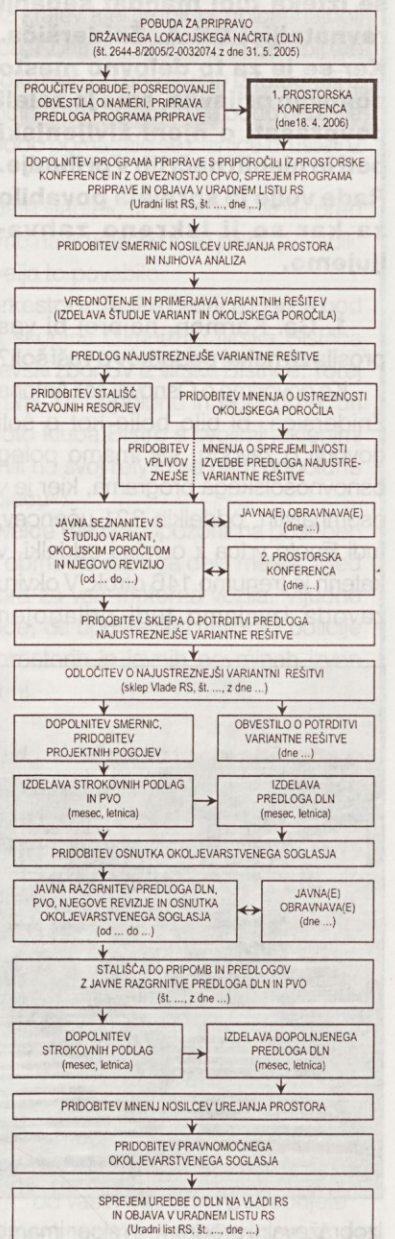 POBUDA ZA PRIPRAVO
DRŽAVNEGA LOKACIJSKEGA NAČRTA (DLN)
(št. 2644-8/2005/2-0032074 z dne 31. 5. 2005)
PROUČITEV POBUDE, POSREDOVANJE
OBVESTILA O NAMERI, PRIPRAVA
PREDLOGA PROGRAMA PRIPRAVE
1. PROSTORSKA
KONFERENCA
(dne18. 4. 2006)
DOPOLNITEV PROGRAMA PRIPRAVE S PRIPOROČILI IZ PROSTORSKE
KONFERENCE IN Z OBVEZNOSTJO CPVO, SPREJEM PROGRAMA
PRIPRAVE IN OBJAVA V URADNEM LISTU RS
(Uradni list RS, št. ..., dne ...)
PRIDOBITEV SMERNIC NOSILCEV UREJANJA PROSTORA
IN NJIHOVA ANALIZA
VREDNOTENJE IN PRIMERJAVA VARIANTNIH REŠITEV
(IZDELAVA ŠTUDIJE VARIANT IN OKOLJSKEGA POROČILA)
PREDLOG NAJUSTREZNEJŠE VARIANTNE REŠITVE
PRIDOBITEV STALIŠČ
RAZVOJNIH RESORJEV
PRIDOBITEV MNENJA O USTREZNOSTI
OKOLJSKEGA POROČILA
PRIDOBITEV
VPLIVOV
ZNEJŠE
MNENJA O SPREJEMLJIVOSTI
IZVEDBE PREDLOGA NAJUSTRE-
VARIANTNE REŠITVE
JAVNA SEZNANITEV S
ŠTUDIJO VARIANT,
OKOLJSKIM POROČILOM
IN NJEGOVO REVIZIJO
(od ... do ...)
JAVNA(E) OBRAVNAVA(E)
(dne ...)
2. PROSTORSKA
KONFERENCA
(dne ...)
PRIDOBITEV SKLEPA O POTRDITVI PREDLOGA
NAJUSTREZNEJŠE VARIANTNE REŠITVE
ODLOČITEV O NAJUSTREZNEJŠI VARIANTNI REŠITVI
(sklep Vlade RS, št. ..., z dne ...)
DOPOLNITEV SMERNIC,
PRIDOBITEV
PROJEKTNIH POGOJEV
OBVESTILO O POTRDITVI
VARIANTNE REŠITVE
(dne ...)
IZDELAVA STROKOVNIH PODLAG
IN PVO
(mesec, letnica)
IZDELAVA
PREDLOGA DLN
(mesec, letnica)
PRIDOBITEV OSNUTKA OKOLJEVARSTVENEGA SOGLASJA
JAVNA RAZGRNITEV PREDLOGA DLN,
PVO, NJEGOVE REVIZIJE IN OSNUTKA
OKOLJEVARSTVENEGA SOGLASJA
(od ... do ...)
JAVNA(E)
OBRAVNAVA(E)
(dne ...)
STALIŠČA DO PRIPOMB IN PREDLOGOV
Z JAVNE RAZGRNITVE PREDLOGA DLN IN PVO
(št. ..., z dne ...)
DOPOLNITEV
STROKOVNIH PODLAG
(mesec, letnica)
IZDELAVA DOPOLNJENEGA
PREDLOGA DLN
(mesec, letnica)
PRIDOBITEV MNENJ NOSILCEV UREJANJA PROSTORA
PRIDOBITEV PRAVNOMOČNEGA
OKOLJEVARSTVENEGA SOGLASJA
SPREJEM UREDBE O DLN NA VLADI RS
IN OBJAVA V URADNEM LISTU RS
(Uradni list RS, št. ..., dne ...)